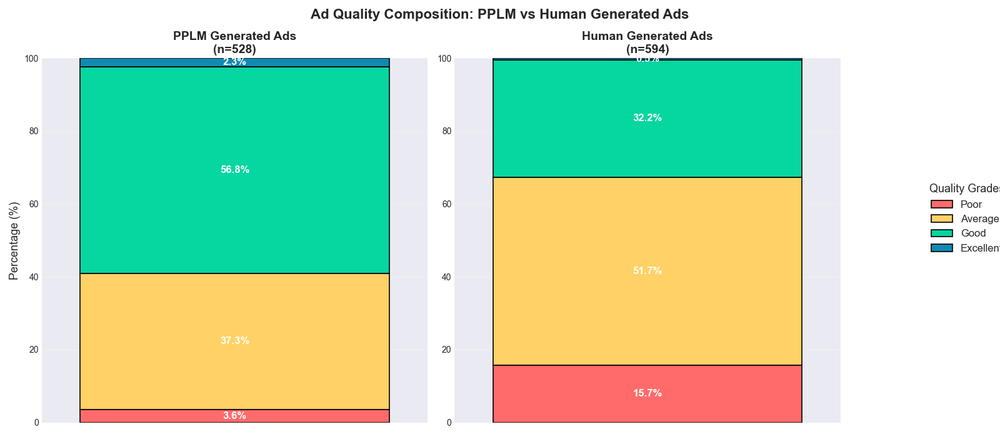 Ad Quality Composition: PPLM vs Human Generated Ads
PPLM Generated Ads
(n=528)
100
80
60
40
20
0
Percentage (%)
2.3%
56.8%
37.3%
3.6%
Human Generated Ads
(n=594)
100
80
60
40
20
0
32.2%
51.7%
15.7%
Quality Grades
Poor
Average
Good
Excellent